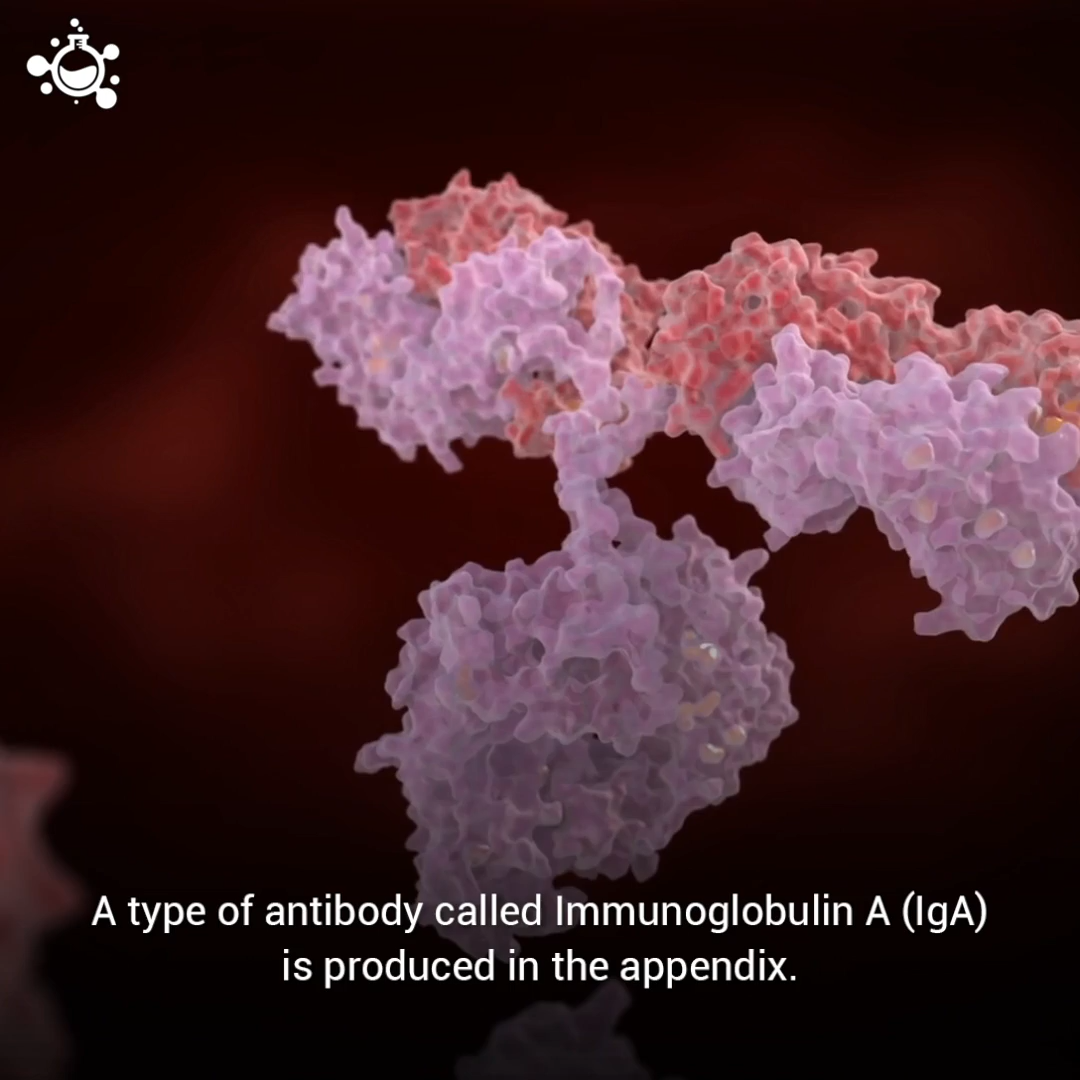 A type of antibody called Immunoglobulin A (IgA)
is produced in the appendix.